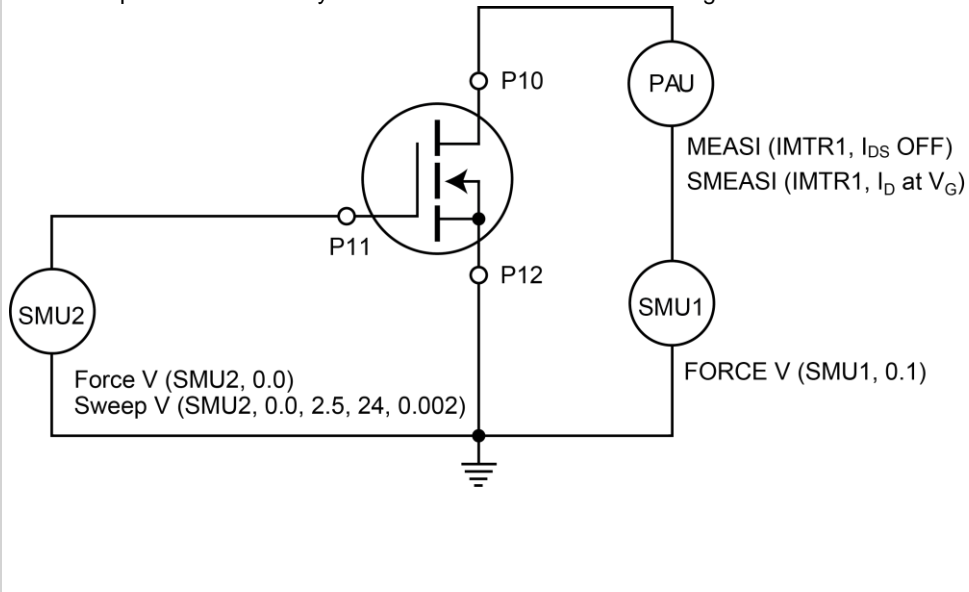 P10
PAU
MEASI (IMTR1, IDS OFF)
SMEASI (IMTR1, ID at VG)
P11
P12
SMU2
SMU1
Force V (SMU2, 0.0)
Sweep V (SMU2, 0.0, 2.5, 24, 0.002)
FORCE V (SMU1, 0.1)